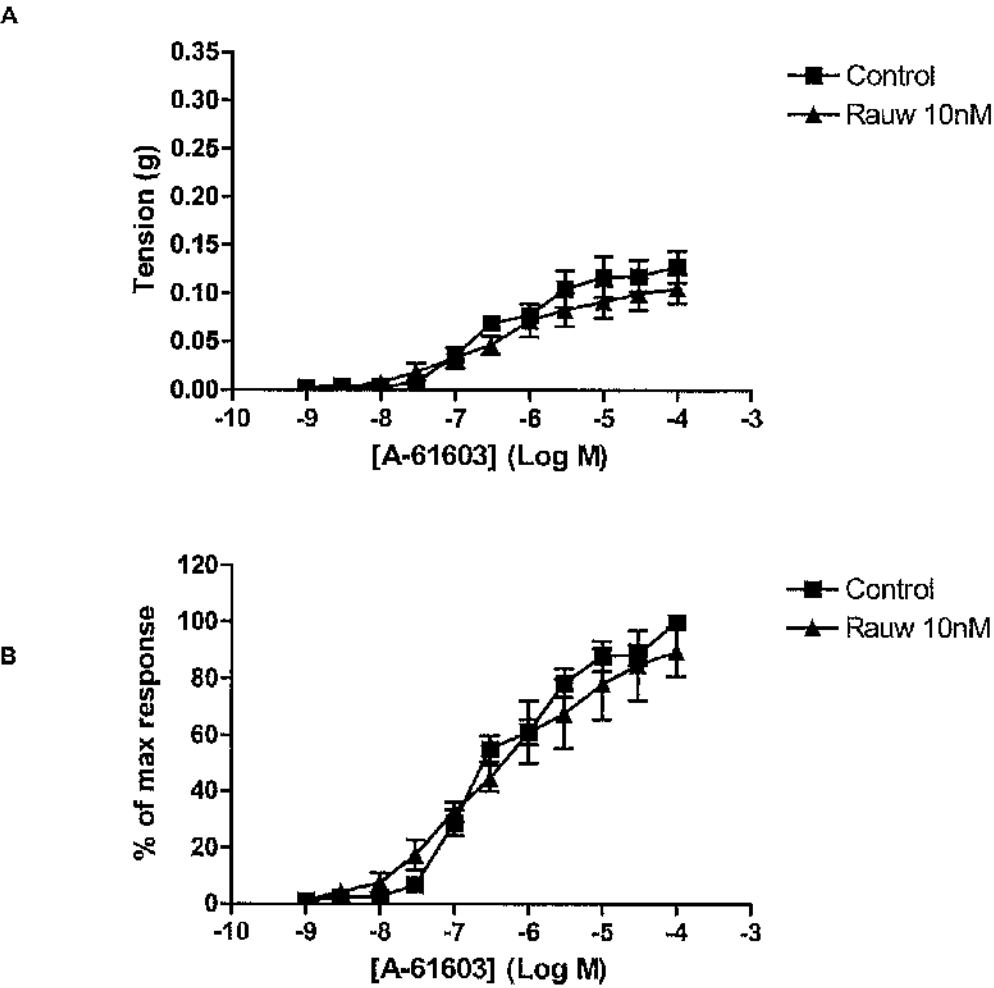 A
0.35
0.30
0.25
0.20
0.15
0.10
0.05
0.00
Tension (g)
-10 -9 -8 -7 -6 -5 -4 -3
[A-61603] (Log M)
Control
Rauw 10nM
B
120
100
80
60
40
20
0
% of max response
-10 -9 -8 -7 -6 -5 -4 -3
[A-61603] (Log M)
Control
Rauw 10nM